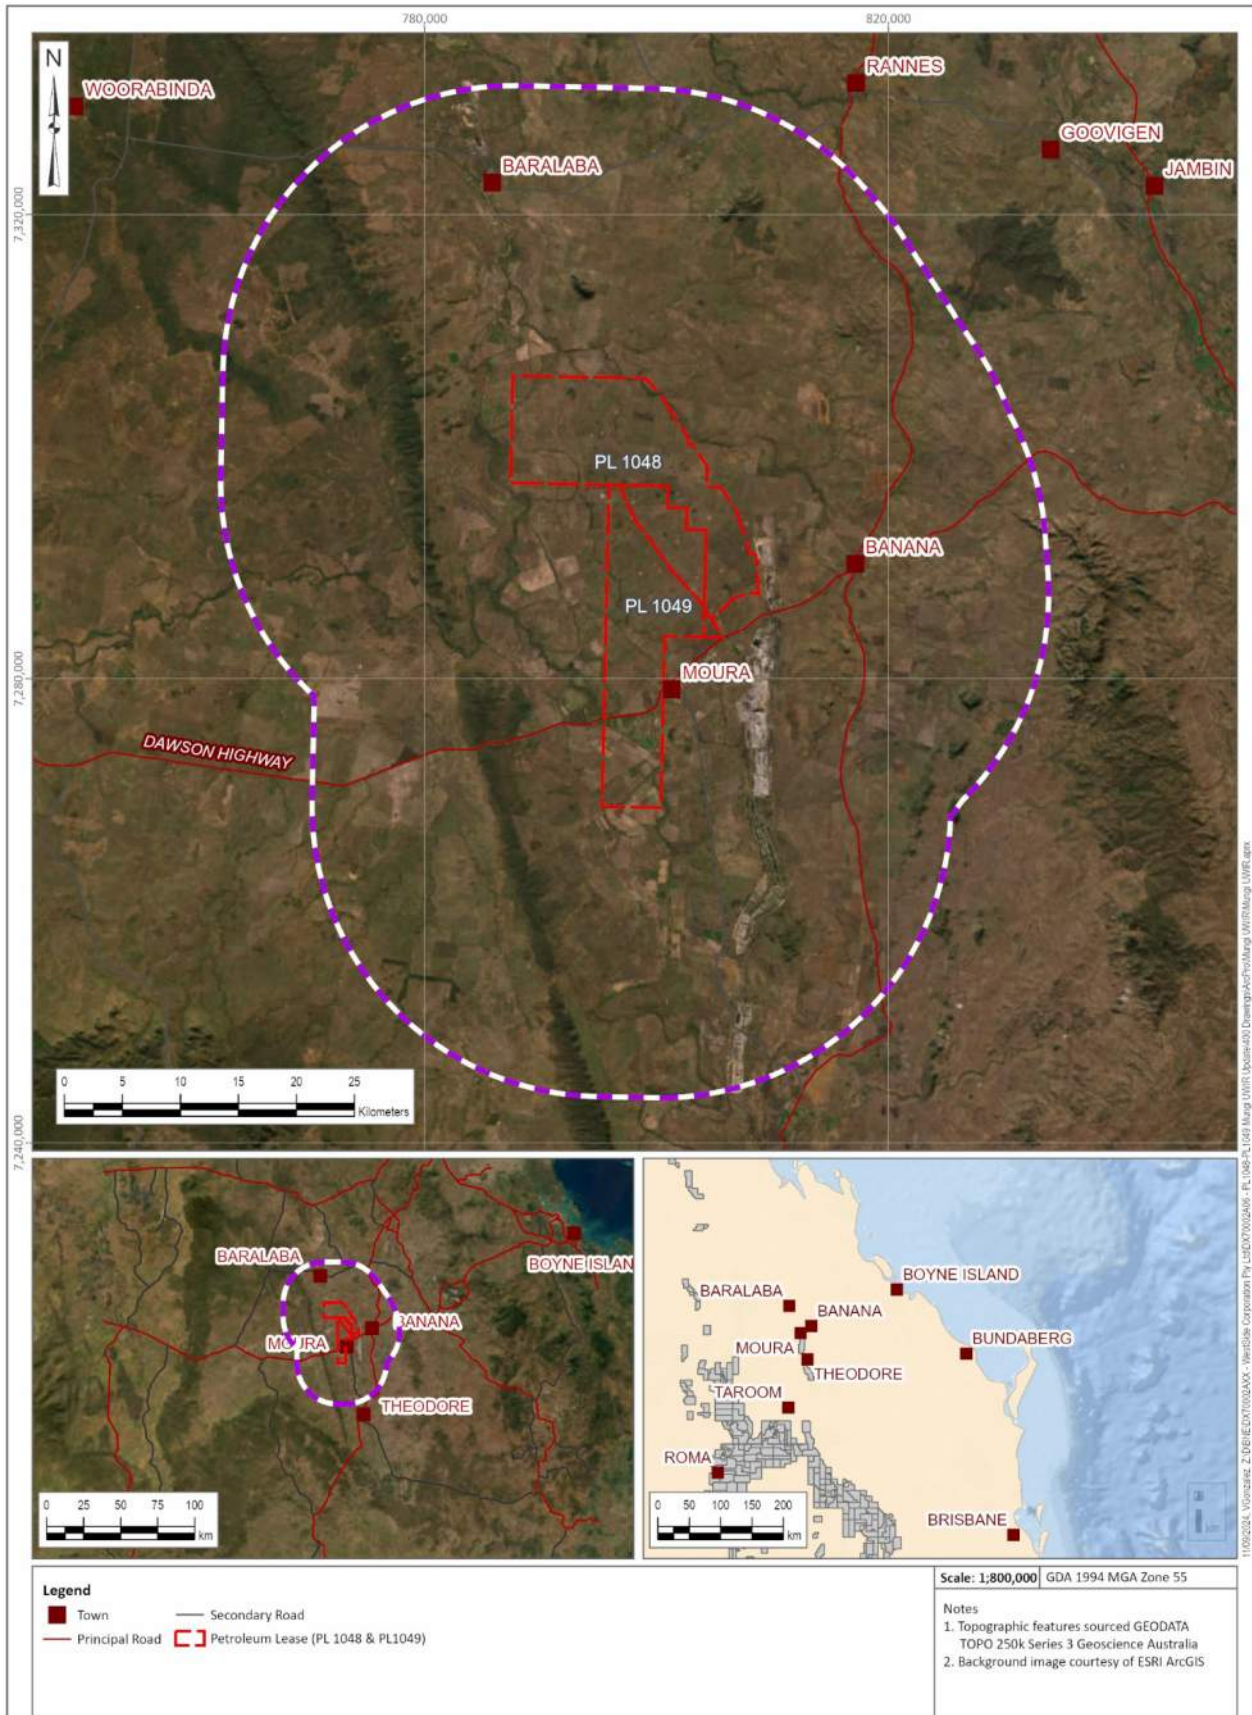 780,000
820,000
N
WOORABINDA
RANNES
GOOVIGEN
JAMBIN
BARALABA
7,320,000
PL 1048
BANANA
PL 1049
MOURA
7,280,000
DAWSON HIGHWAY
0 5 10 15 20 25
Kilometers
7,240,000
BARALABA
BOYNE ISLAN
BANANA
MOURA
THEODORE
0 25 50 75 100
km
BOYNE ISLAND
BARALABA
BANANA
BUNDABERG
MOURA
THEODORE
TAROOM
ROMA
0 50 100 150 200
km
BRISBANE
Legend
Town
Secondary Road
Principal Road
Petroleum Lease (PL 1048 & PL1049)
Scale: 1:800,000
GDA 1994 MGA Zone 55
Notes
1. Topographic features sourced GEODATA
TOPO 250k Series 3 Geoscience Australia
2. Background image courtesy of ESRI ArcGIS